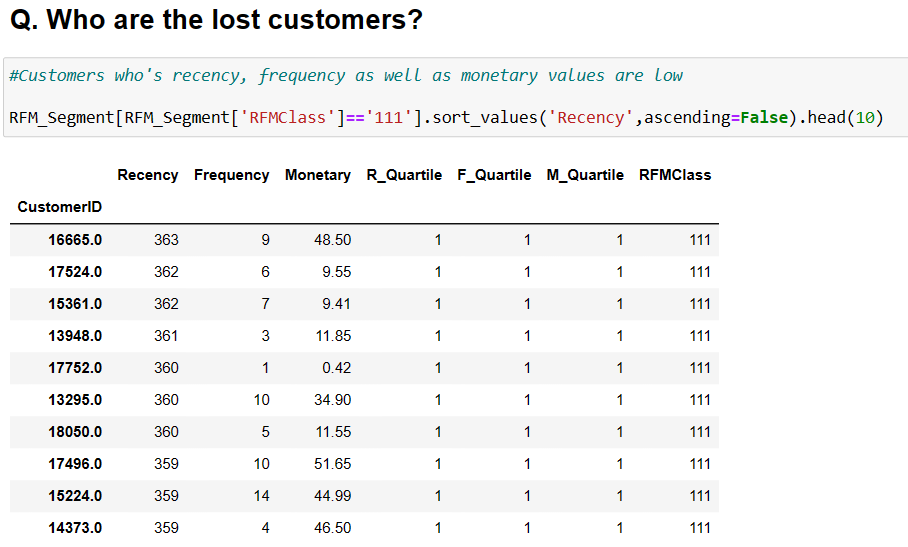 Q. Who are the lost customers?
#Customers who's recency, frequency as well as monetary values are low
RFM_Segment[RFM_Segment['RFMClass']=='111'].sort_values('Recency',ascending=False).head(10)
Recency Frequency Monetary R_Quartile F_Quartile M_Quartile RFMClass
CustomerID
16665.0 363 9 48.50 1 1 1 111
17524.0 362 6 9.55 1 1 1 111
15361.0 362 7 9.41 1 1 1 111
13948.0 361 3 11.85 1 1 1 111
17752.0 360 1 0.42 1 1 1 111
13295.0 360 10 34.90 1 1 1 111
18050.0 360 5 11.55 1 1 1 111
17496.0 359 10 51.65 1 1 1 111
15224.0 359 14 44.99 1 1 1 111
14373.0 359 4 46.50 1 1 1 111